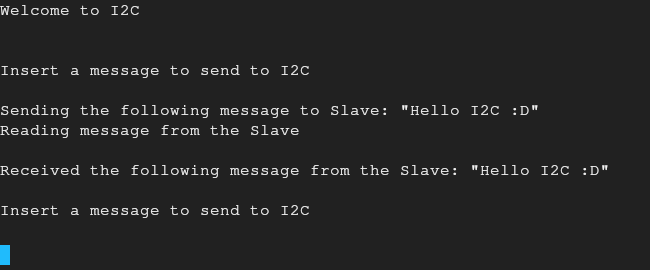 Welcome to I2C
Insert a message to send to I2C
Sending the following message to Slave: "Hello I2C :D"
Reading message from the Slave
Received the following message from the Slave: "Hello I2C :D"
Insert a message to send to I2C